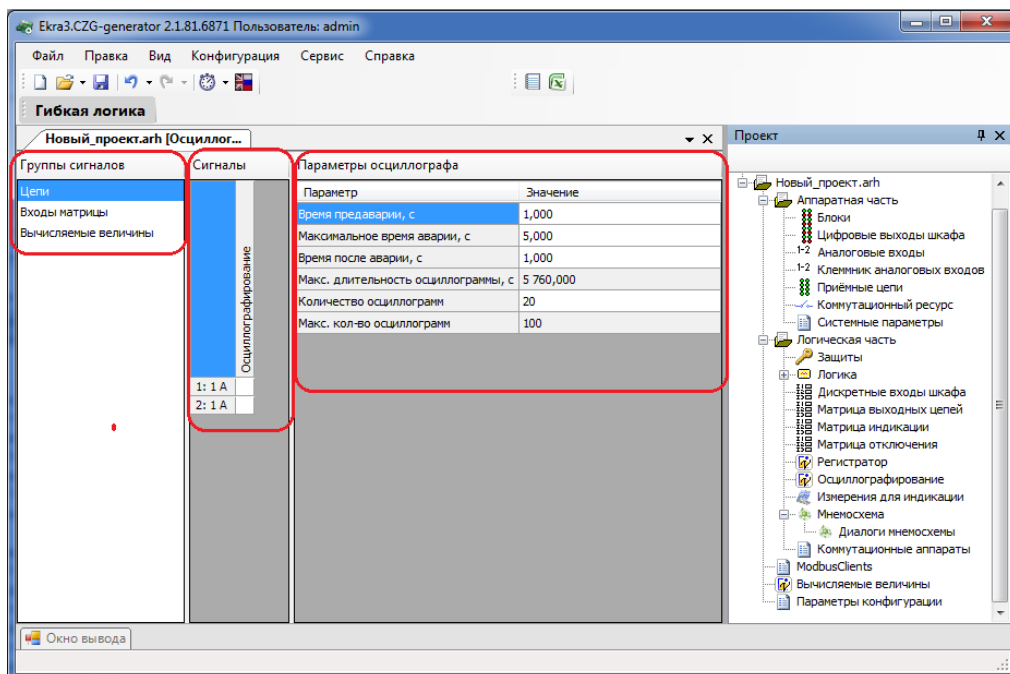 Ekra3.CZG-generator 2.1.81.6871 Пользователь: admin
Файл Правка Вид Конфигурация Сервис Справка
Гибкая логика
Новый_проект.arh [Осциллог...
Группы сигналов
Цепи
Входы матрицы
Вычисляемые величины
Сигналы
Осциллографирование
1: 1 А
2: 1 А
Параметры осциллографа
Параметр Значение
Время предаварии, с 1,000
Максимальное время аварии, с 5,000
Время после аварии, с 1,000
Макс. длительность осциллограммы, с 5 760,000
Количество осциллограмм 20
Макс. кол-во осциллограмм 100
Проект
Новый_проект.arh
Аппаратная часть
Блоки
Цифровые выходы шкафа
1-2 Аналоговые входы
1-2 Клеммник аналоговых входов
Приёмные цепи
Коммутационный ресурс
Системные параметры
Логическая часть
Защиты
Логика
Дискретные входы шкафа
Матрица выходных цепей
Матрица индикации
Матрица отключения
Регистратор
Осциллографирование
Измерения для индикации
Мнемосхема
Диалоги мнемосхемы
Коммутационные аппараты
ModbusClients
Вычисляемые величины
Параметры конфигурации
Окно вывода